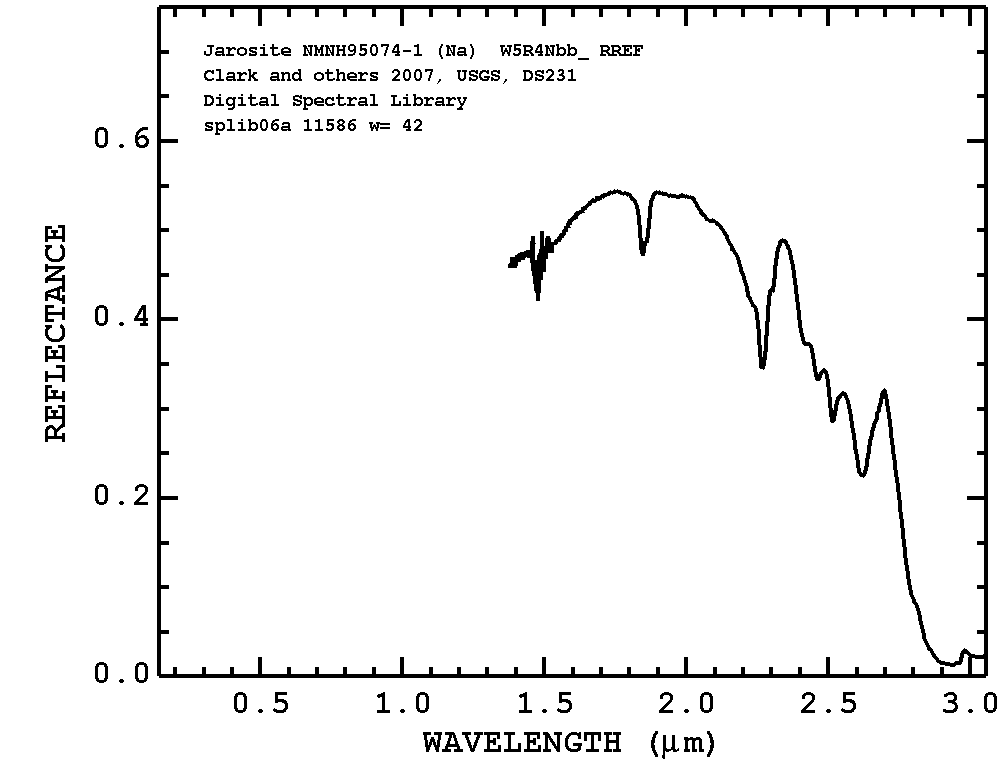 Jarosite NMNH95074-1 (Na)  W5R4Nbb_ RREF
Clark and others 2007, USGS, DS231
Digital Spectral Library
splib06a 11586 w= 42
0.6
0.4
0.2
0.0
REFLECTANCE
0.5 1.0 1.5 2.0 2.5 3.0
WAVELENGTH (μm)